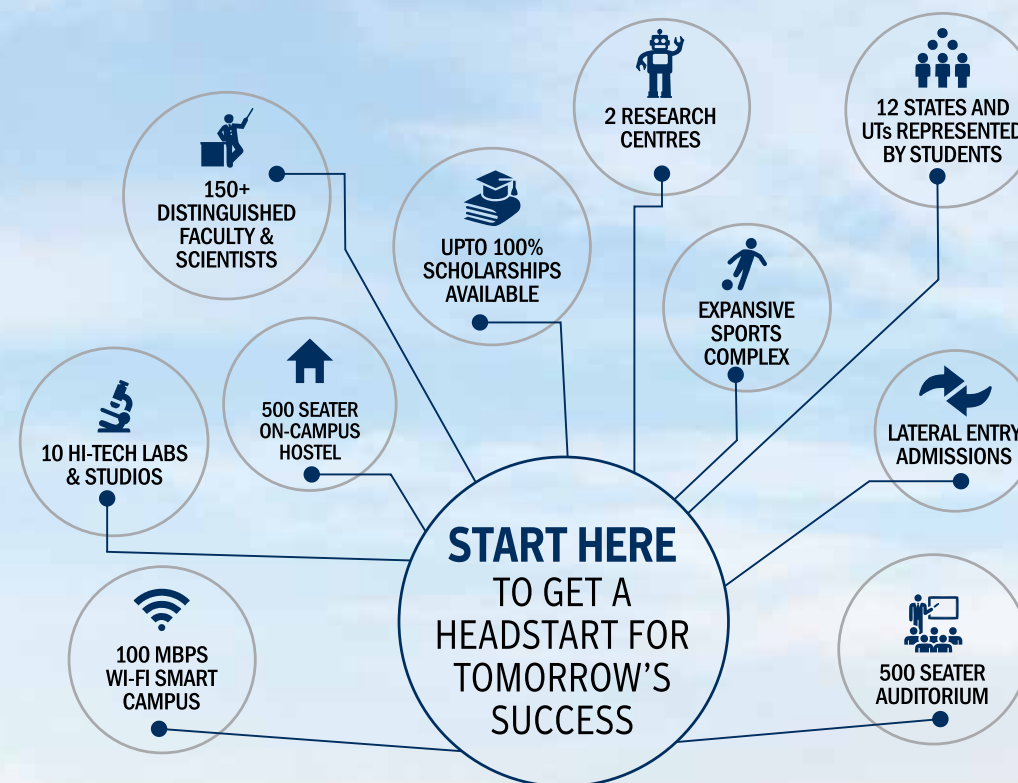 2 RESEARCH
CENTRES
12 STATES AND
UTs REPRESENTED
BY STUDENTS
150+
DISTINGUISHED
FACULTY &
SCIENTISTS
UPTO 100%
SCHOLARSHIPS
AVAILABLE
EXPANSIVE
SPORTS
COMPLEX
500 SEATER
ON-CAMPUS
HOSTEL
10 HI-TECH LABS
& STUDIOS
LATERAL ENTRY
ADMISSIONS
START HERE
TO GET A
HEADSTART FOR
TOMORROW'S
SUCCESS
100 MBPS
WI-FI SMART
CAMPUS
500 SEATER
AUDITORIUM